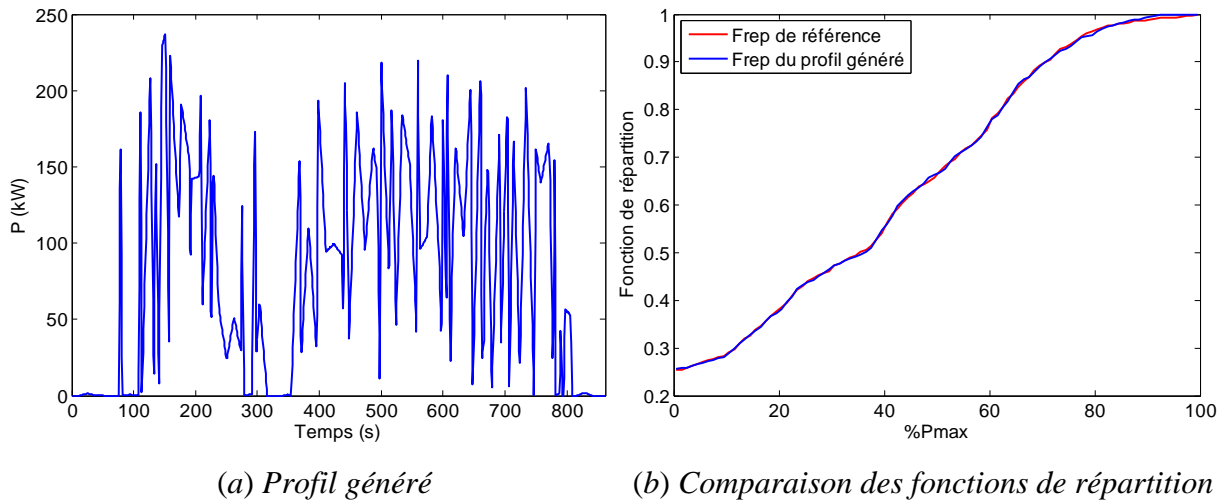 250
200
150
100
50
0
P (kW)
0 100 200 300 400 500 600 700 800
Temps (s)
1
0.9
0.8
0.7
0.6
0.5
0.4
0.3
0.2
Fonction de répartition
Frep de référence
Frep du profil généré
0 20 40 60 80 100
%Pmax
(a) Profil généré
(b) Comparaison des fonctions de répartition